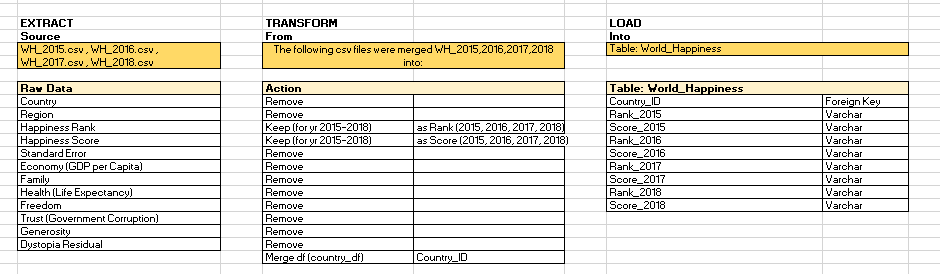 EXTRACT
Source
WH_2015.csv , WH_2016.csv ,
WH_2017.csv , WH_2018.csv
Raw Data
Country
Region
Happiness Rank
Happiness Score
Standard Error
Economy (GDP per Capita)
Family
Health (Life Expectancy)
Freedom
Trust (Government Corruption)
Generosity
Dystopia Residual
TRANSFORM
From
The following csv files were merged WH_2015,2016,2017,2018
into:
Action
Remove
Remove
Keep (for yr 2015-2018) as Rank (2015, 2016, 2017, 2018)
Keep (for yr 2015-2018) as Score (2015, 2016, 2017, 2018)
Remove
Remove
Remove
Remove
Remove
Remove
Remove
Remove
Merge df (country_df) Country_ID
LOAD
Into
Table: World_Happiness
Table: World_Happiness
Country_ID Foreign Key
Rank_2015 Varchar
Score_2015 Varchar
Rank_2016 Varchar
Score_2016 Varchar
Rank_2017 Varchar
Score_2017 Varchar
Rank_2018 Varchar
Score_2018 Varchar